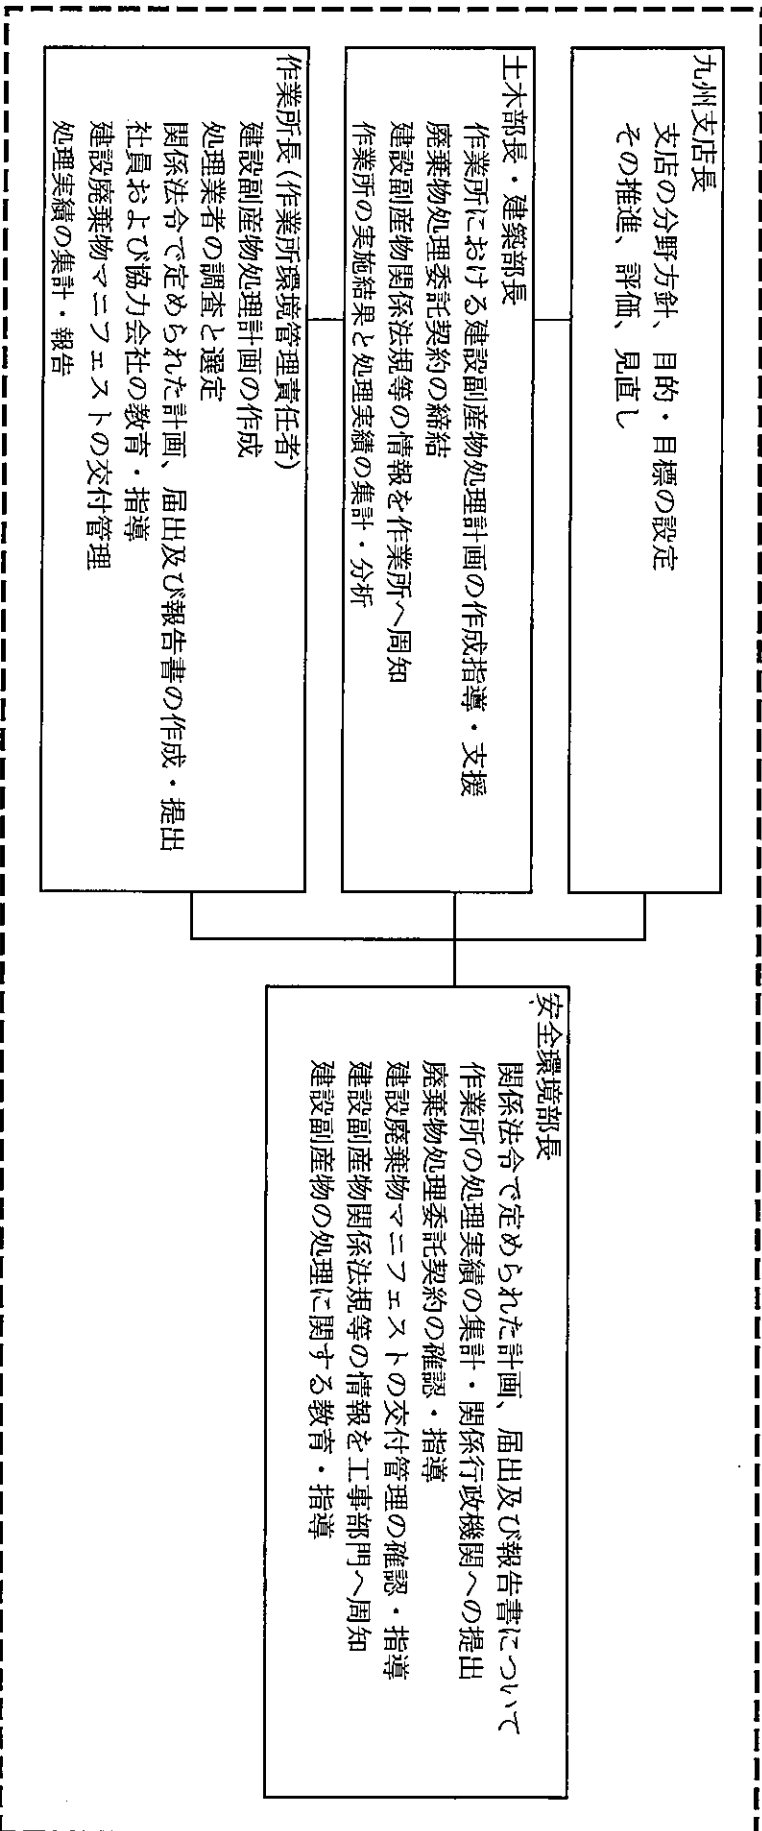 九州支店長
支店の分野方針、目的・目標の設定
その推進、評価、見直し
土木部長・建築部長
作業所における建設副産物処理計画の作成指導・支援
廃棄物処理委託契約の締結
建設副産物関係法規等の情報を作業所へ周知
作業所の実施結果と処理実績の集計・分析
作業所長(作業所環境管理責任者)
建設副産物処理計画の作成
処理業者の調査と選定
関係法令で定められた計画、届出及び報告書の作成・提出
社員および協力会社の教育・指導
建設廃棄物マニフェストの交付管理
処理実績の集計・報告
安全環境部長
関係法令で定められた計画、届出及び報告書について
作業所の処理実績の集計・関係行政機関への提出
廃棄物処理委託契約の確認・指導
建設廃棄物マニフェストの交付管理の確認・指導
建設副産物関係法規等の情報を工事部門へ周知
建設副産物の処理に関する教育・指導